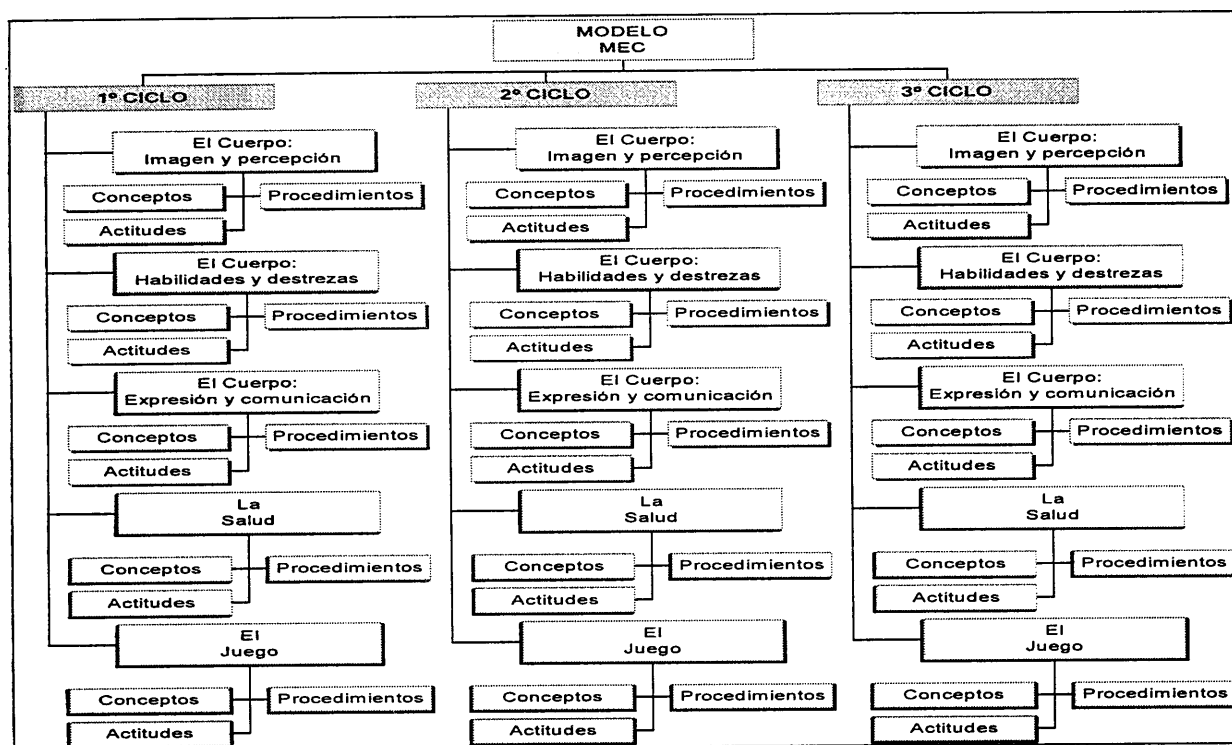 MODELO
MEC
1º CICLO
El Cuerpo:
Imagen y percepción
Conceptos
Procedimientos
Actitudes
El Cuerpo:
Habilidades y destrezas
Conceptos
Procedimientos
Actitudes
El Cuerpo:
Expresión y comunicación
Conceptos
Procedimientos
Actitudes
La
Salud
Conceptos
Procedimientos
Actitudes
El
Juego
Conceptos
Procedimientos
Actitudes
2º CICLO
El Cuerpo:
Imagen y percepción
Conceptos
Procedimientos
Actitudes
El Cuerpo:
Habilidades y destrezas
Conceptos
Procedimientos
Actitudes
El Cuerpo:
Expresión y comunicación
Conceptos
Procedimientos
Actitudes
La
Salud
Conceptos
Procedimientos
Actitudes
El
Juego
Conceptos
Procedimientos
Actitudes
3º CICLO
El Cuerpo:
Imagen y percepción
Conceptos
Procedimientos
Actitudes
El Cuerpo:
Habilidades y destrezas
Conceptos
Procedimientos
Actitudes
El Cuerpo:
Expresión y comunicación
Conceptos
Procedimientos
Actitudes
La
Salud
Conceptos
Procedimientos
Actitudes
El
Juego
Conceptos
Procedimientos
Actitudes